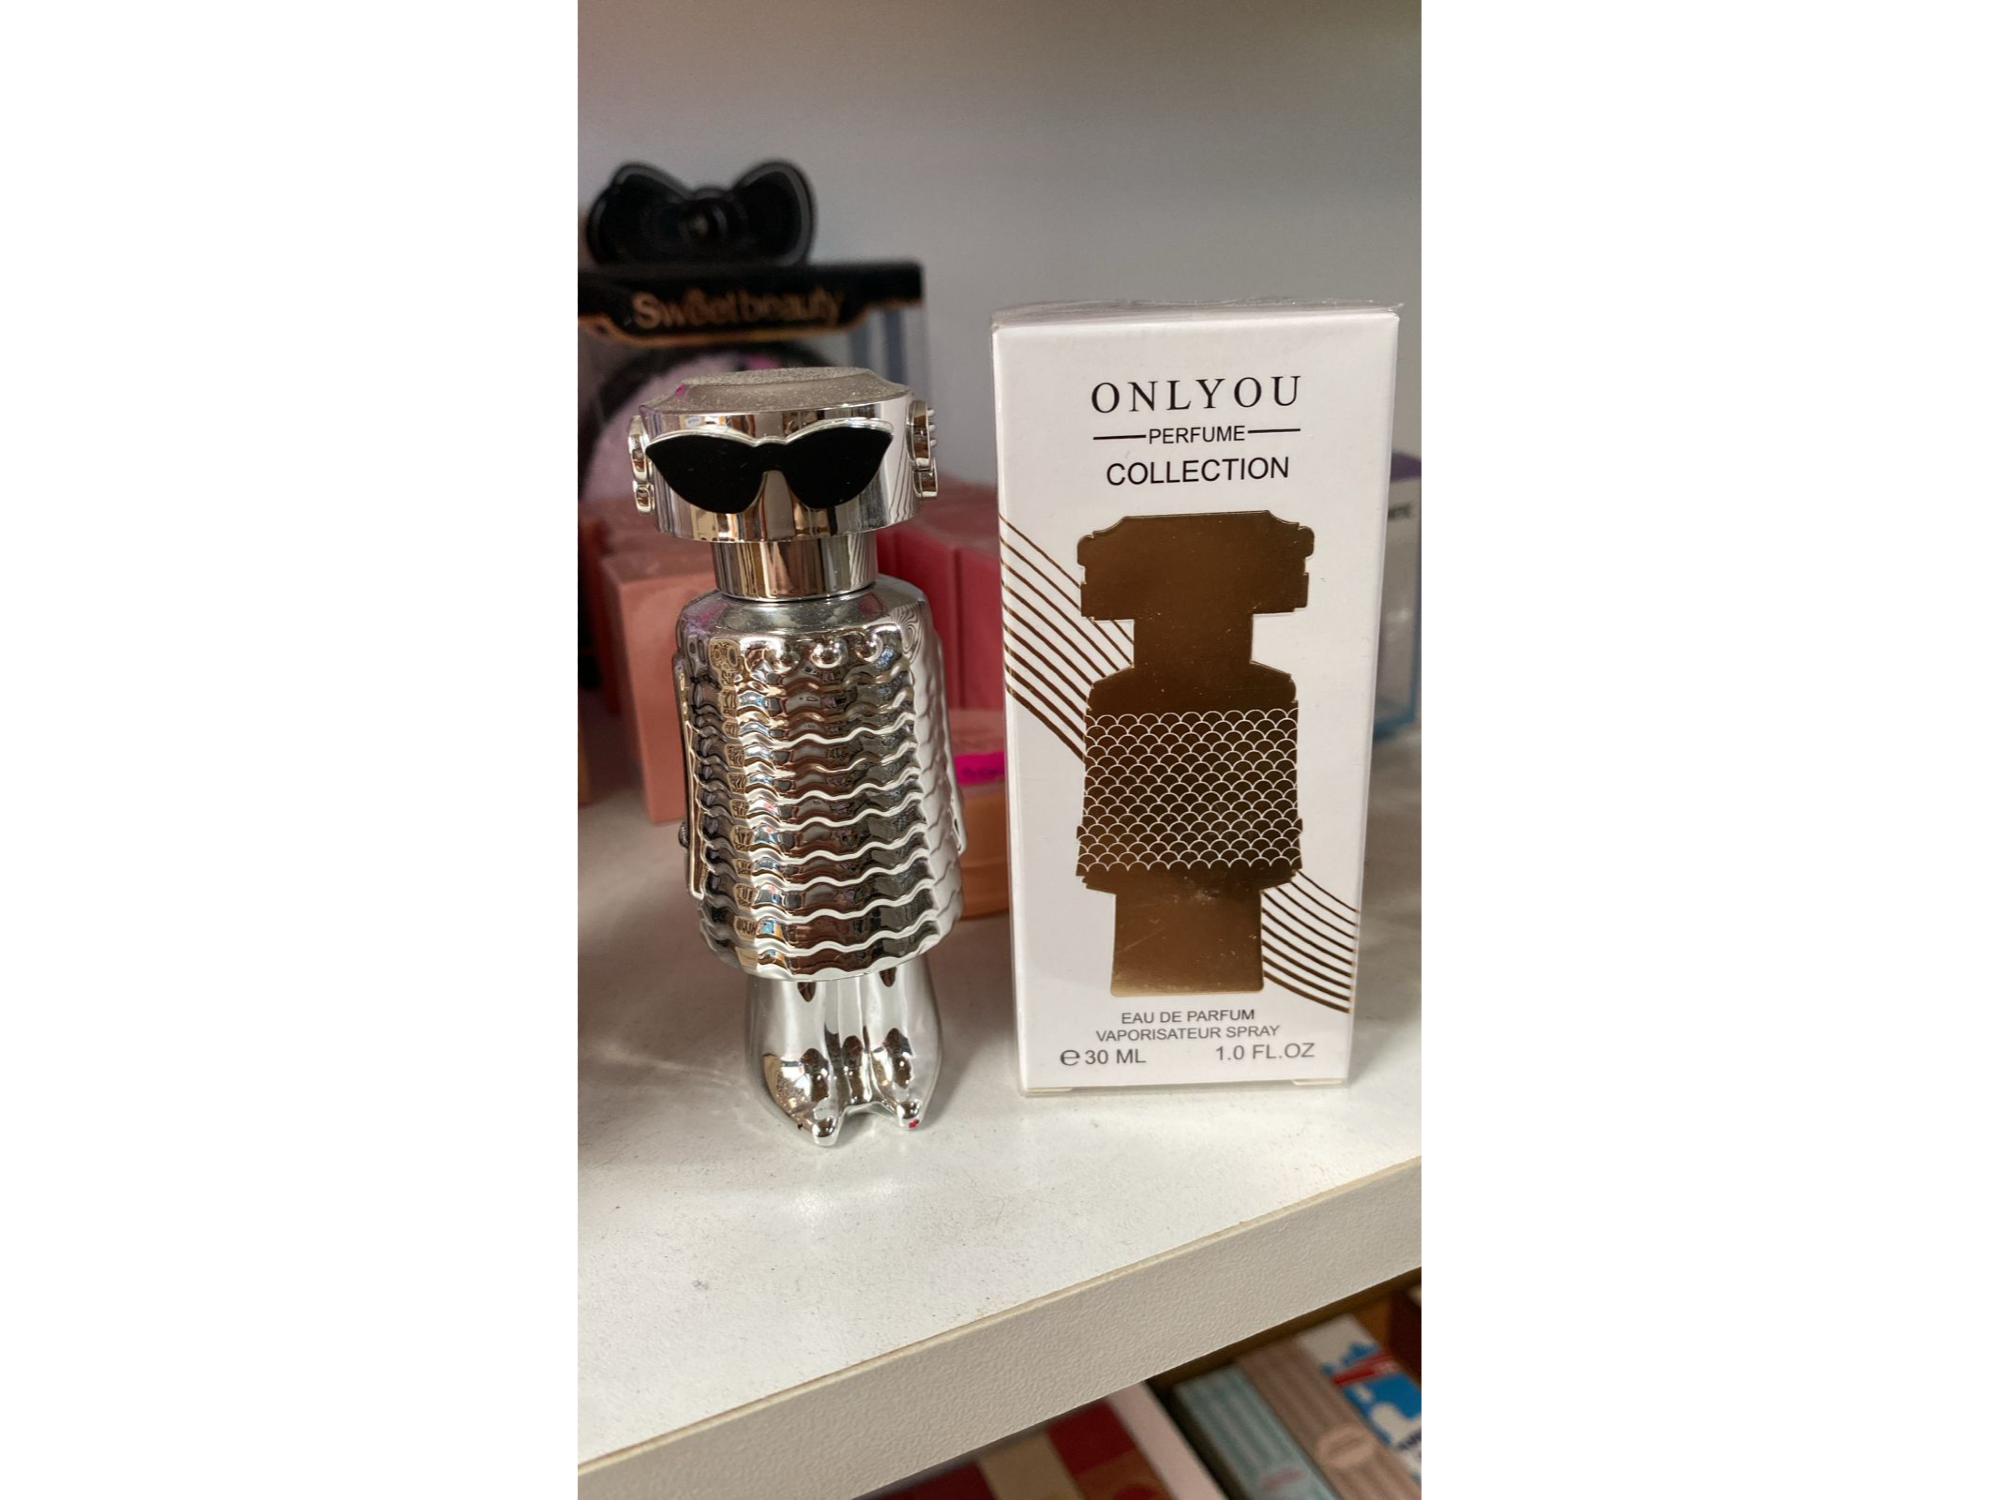 Sweetbeauty
ONLYOU
PERFUME
COLLECTION
EAU DE PARFUM
VAPORISATEUR SPRAY
℮ 30 ML 1.0 FL.OZ